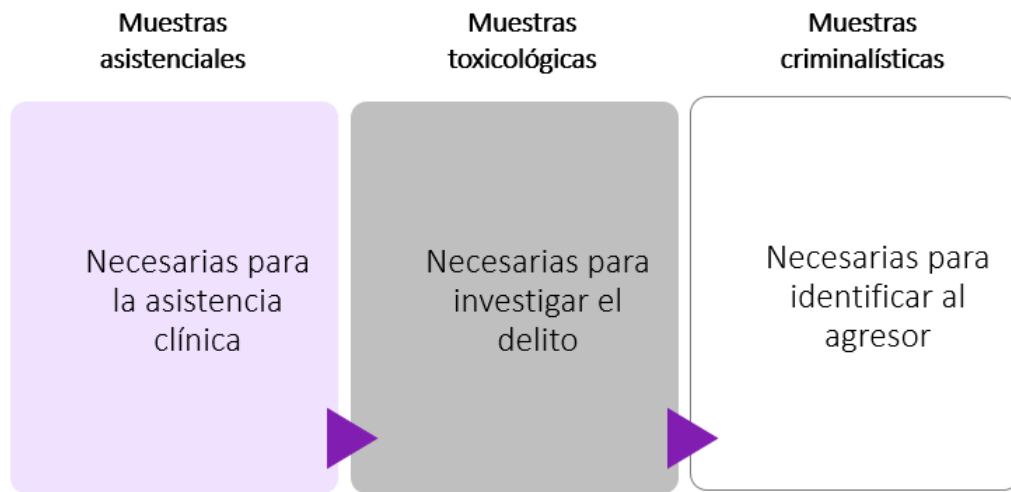 Muestras
asistenciales
Muestras
toxicológicas
Muestras
criminalísticas
Necesarias para
la asistencia
clínica
Necesarias para
investigar el
delito
Necesarias para
identificar al
agresor